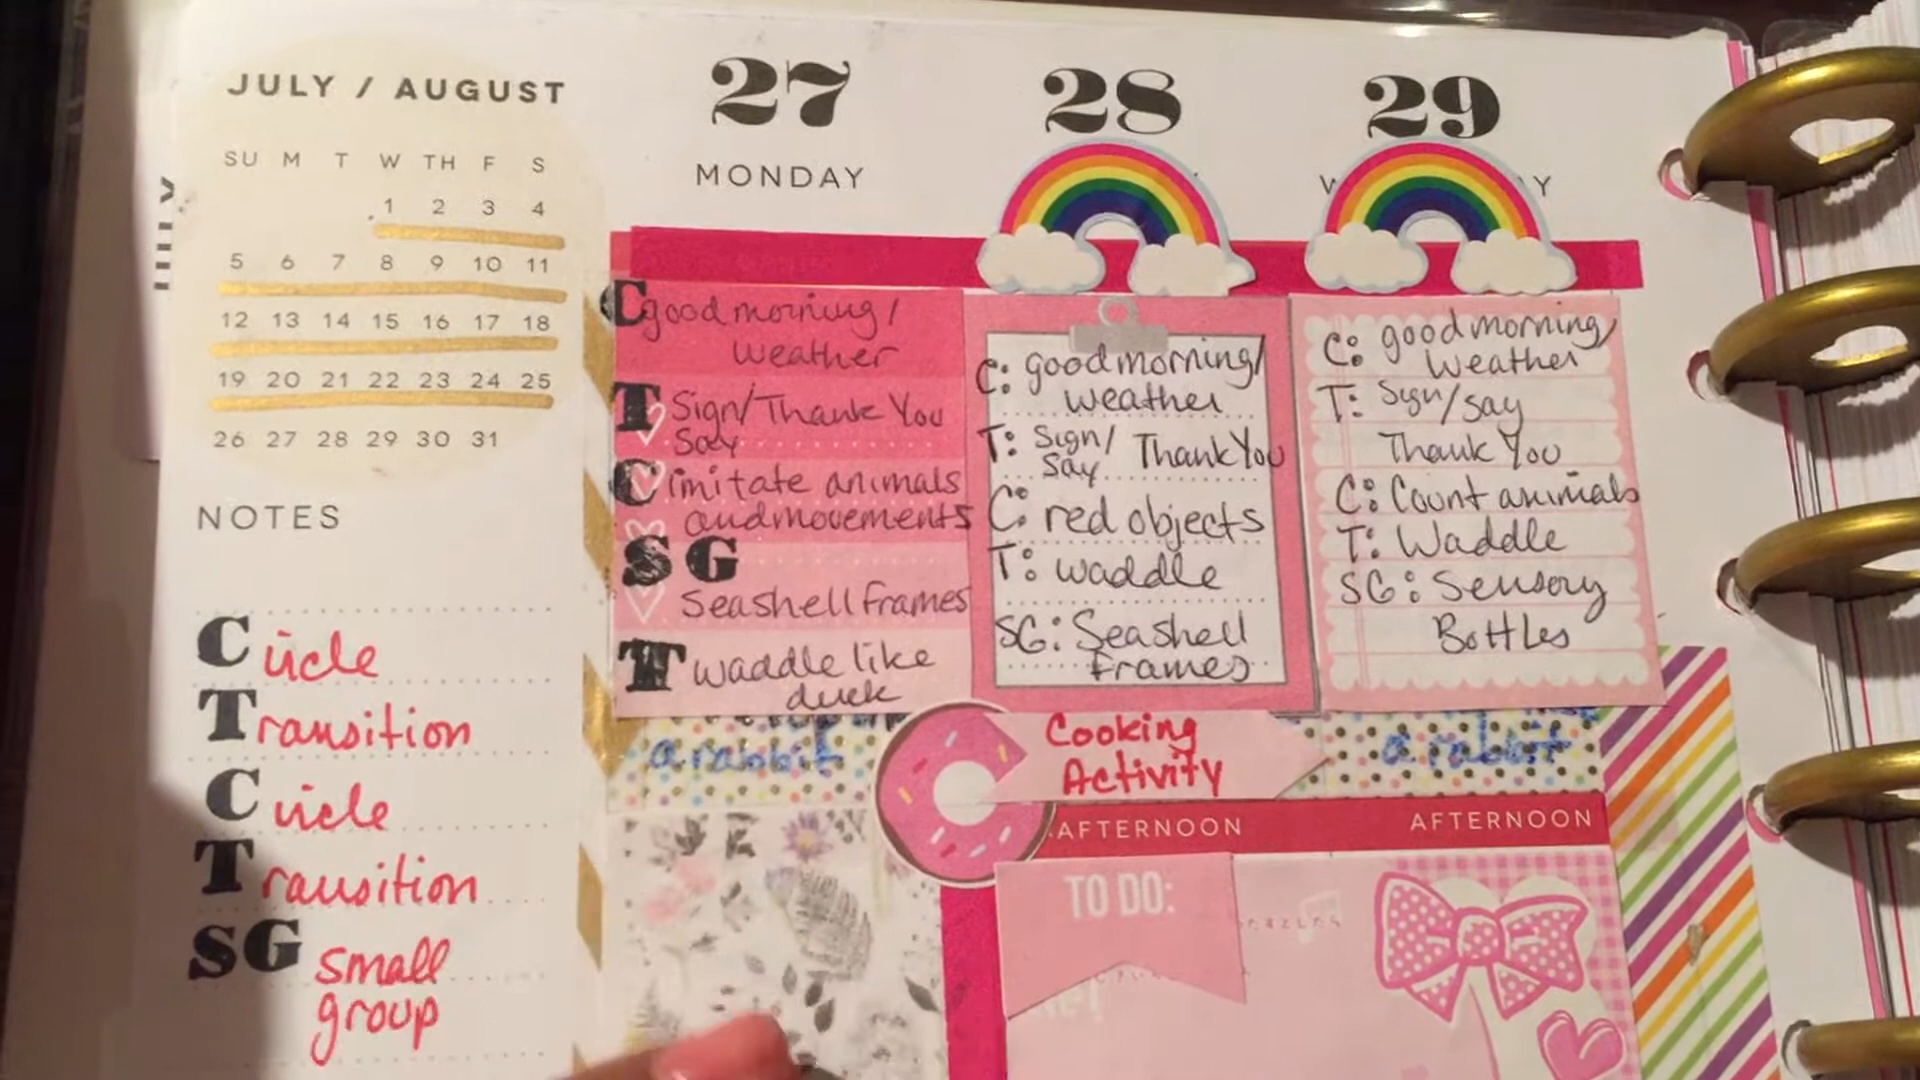 JULY / AUGUST
SU M T W TH F S
1 2 3 4
5 6 7 8 9 10 11
12 13 14 15 16 17 18
19 20 21 22 23 24 25
26 27 28 29 30 31
NOTES
Circle
Transition
Circle
Transition
SG small
group
27
MONDAY
C good morning /
weather
T Sign/Thank You
Say
C imitate animals
and movements
SG
Seashell frames
T waddle like
duck
a rabbit
28
C: good morning/
weather
T: Sign/ Thank You
Say
C: red objects
T: waddle
SG: Seashell
frames
Cooking
Activity
AFTERNOON
TO DO:
29
W Y
C: good morning/
Weather
T: Sign/say
Thank You
C: Count animals
T: Waddle
SG: Sensory
Bottles
a rabbit
AFTERNOON